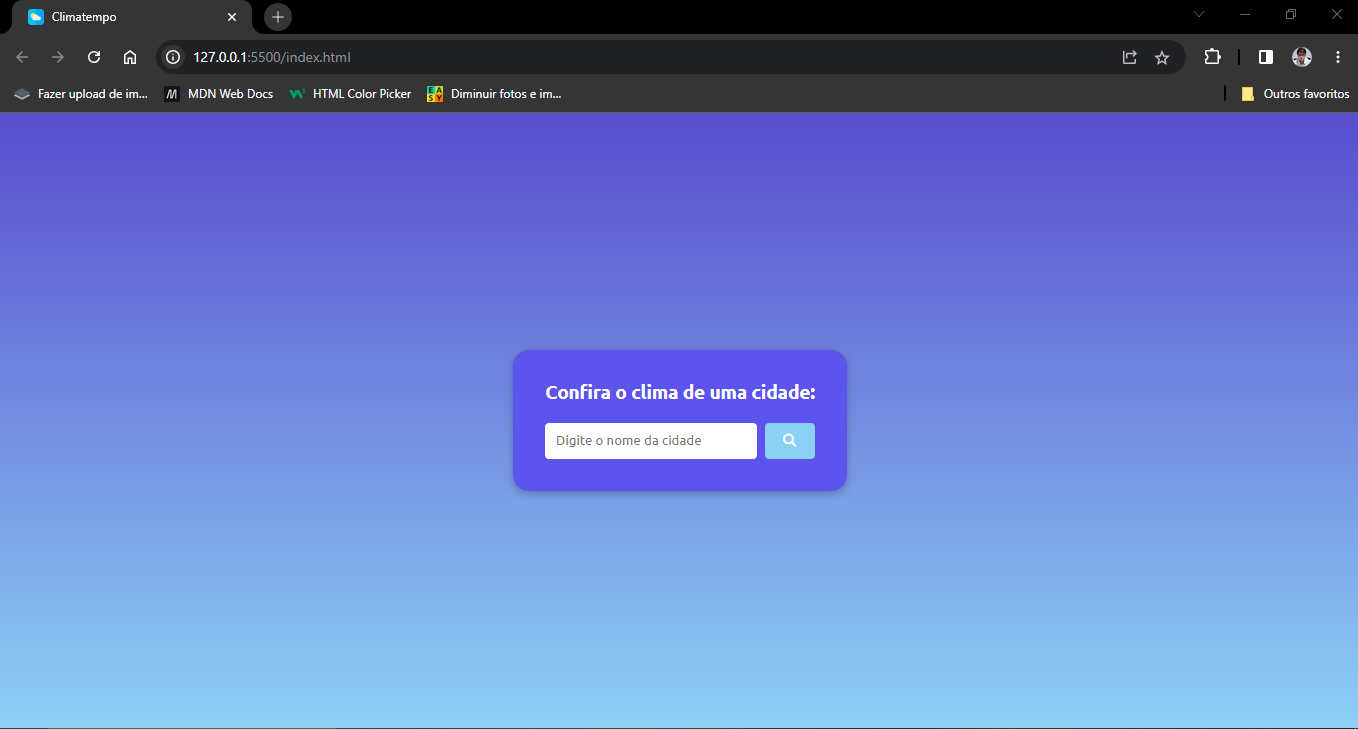 Climatempo
127.0.0.1:5500/index.html
Fazer upload de im... MDN Web Docs HTML Color Picker EASY Diminuir fotos e im... Outros favoritos
Confira o clima de uma cidade:
Digite o nome da cidade